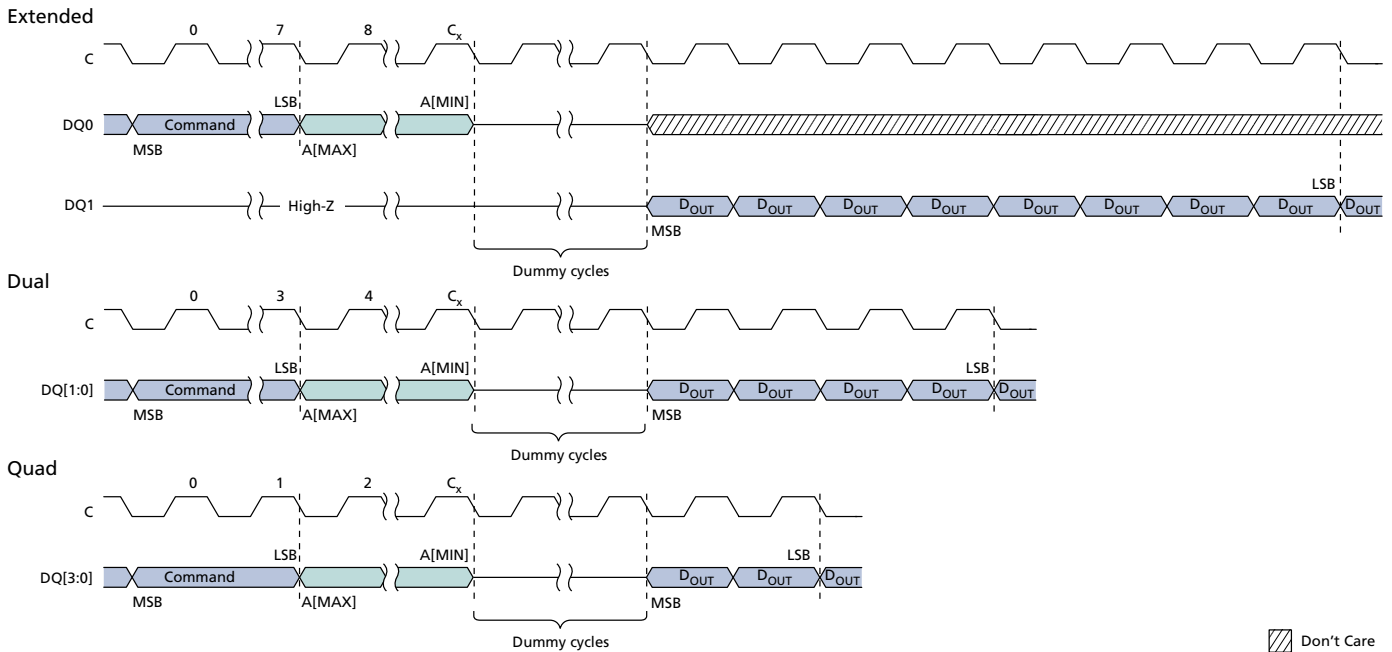 Extended
0 7 8 Cx
C
LSB A[MIN]
DQ0 Command
MSB A[MAX]
LSB
DQ1 High-Z DOUT DOUT DOUT DOUT DOUT DOUT DOUT DOUT DOUT
MSB
Dummy cycles
Dual
0 3 4 Cx
C
LSB A[MIN] LSB
DQ[1:0] Command DOUT DOUT DOUT DOUT DOUT
MSB A[MAX] MSB
Dummy cycles
Quad
0 1 2 Cx
C
LSB A[MIN] LSB
DQ[3:0] Command DOUT DOUT DOUT
MSB A[MAX] MSB
Dummy cycles
Don't Care